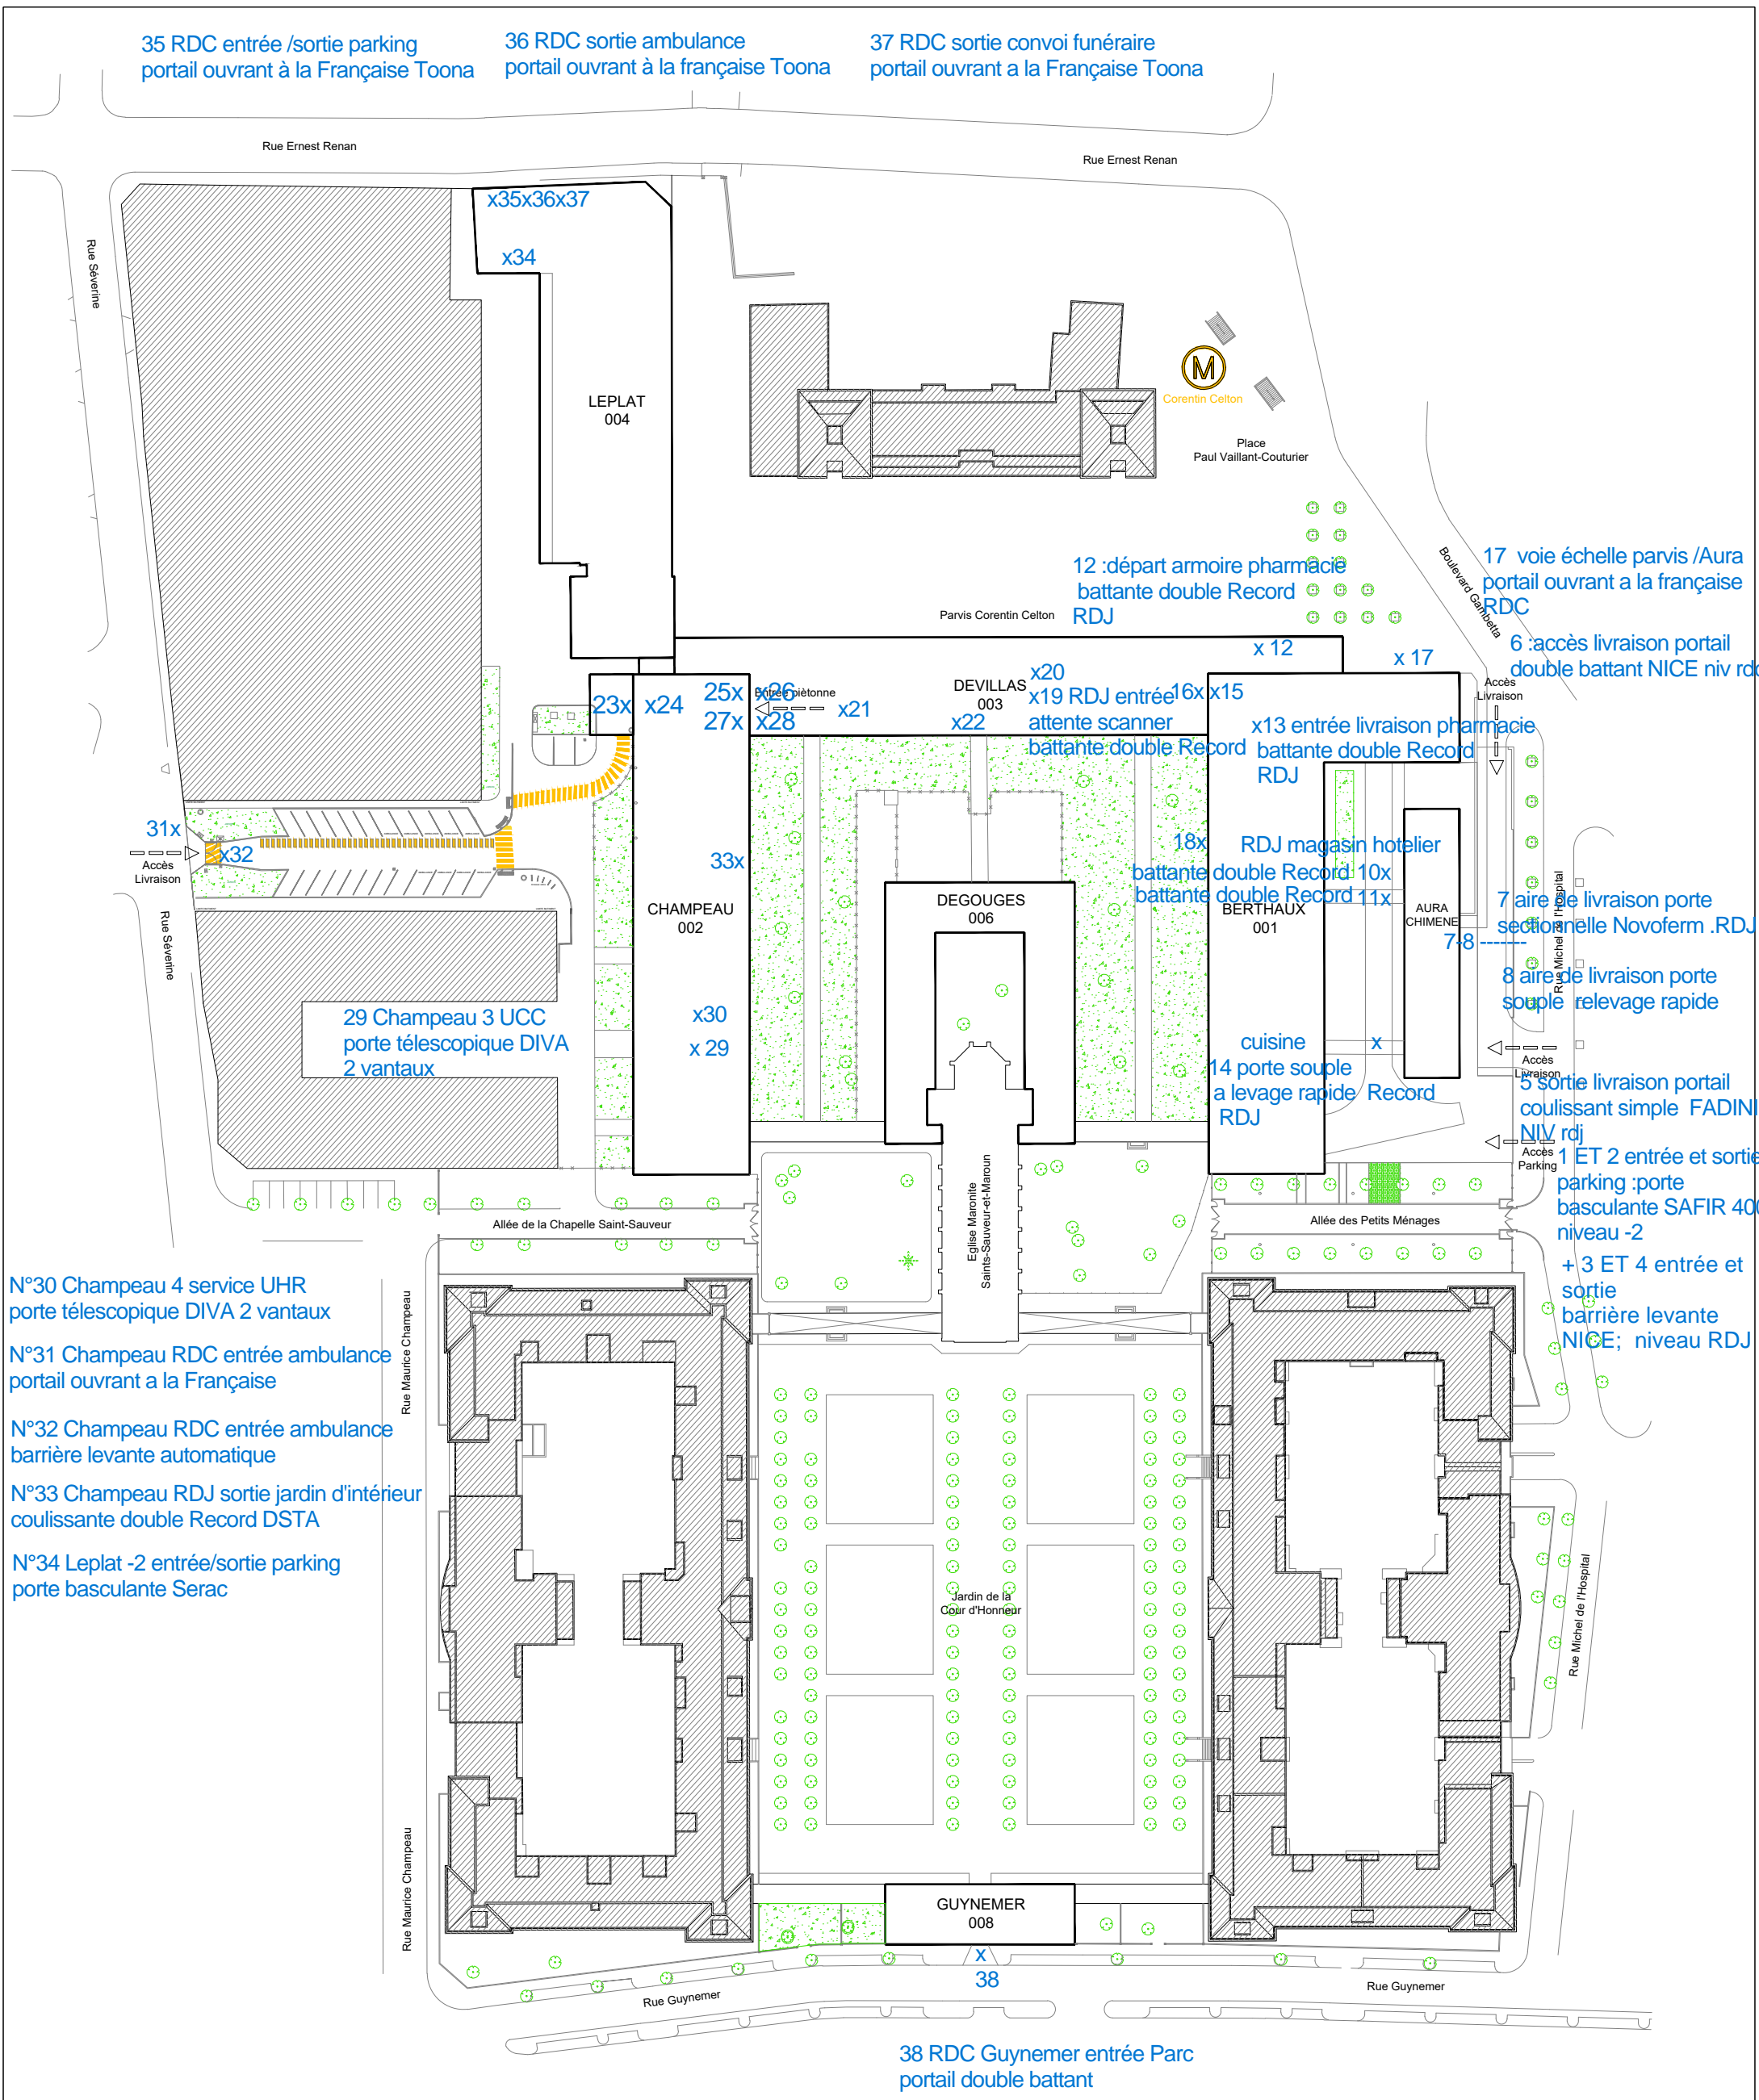 35 RDC entrée /sortie parking
portail ouvrant à la Française Toona
36 RDC sortie ambulance
portail ouvrant à la française Toona
37 RDC sortie convoi funéraire
portail ouvrant a la Française Toona
Rue Ernest Renan
Rue Ernest Renan
x35x36x37
x34
Rue Séverine
LEPLAT
004
M
Corentin Celton
Place
Paul Vaillant-Couturier
Boulevard Gambetta
17 voie échelle parvis /Aura
portail ouvrant a la française
RDC
12 :départ armoire pharmacie
battante double Record
RDJ
Parvis Corentin Celton
6 :accès livraison portail
double battant NICE niv rdc
x 12
x 17
Accès
Livraison
23x
x24
25x
x26
27x
x28
Entrée piètonne
x21
DEVILLAS
003
x22
x20
x19 RDJ entrée
attente scanner
battante double Record
16x
x15
x13 entrée livraison pharmacie
battante double Record
RDJ
31x
x32
Accès
Livraison
33x
18x
RDJ magasin hotelier
battante double Record 10x
battante double Record 11x
CHAMPEAU
002
DEGOUGES
006
BERTHAUX
001
AURA
CHIMENE
Rue Michel de l'Hospital
7 aire de livraison porte
sectionnelle Novoferm .RDJ
7-8 -------
8 aire de livraison porte
souple relevage rapide
Rue Séverine
29 Champeau 3 UCC
porte télescopique DIVA
2 vantaux
x30
x 29
cuisine
x
14 porte souple
a levage rapide Record
RDJ
Accès
Livraison
5 sortie livraison portail
coulissant simple FADINI
NIV rdj
Accès
Parking
1 ET 2 entrée et sortie
parking :porte
basculante SAFIR 400
niveau -2
+ 3 ET 4 entrée et
sortie
barrière levante
NICE; niveau RDJ
Allée de la Chapelle Saint-Sauveur
Eglise Maronite
Saints-Sauveur-et-Maroun
Allée des Petits Ménages
N°30 Champeau 4 service UHR
porte télescopique DIVA 2 vantaux
N°31 Champeau RDC entrée ambulance
portail ouvrant a la Française
N°32 Champeau RDC entrée ambulance
barrière levante automatique
N°33 Champeau RDJ sortie jardin d'intérieur
coulissante double Record DSTA
N°34 Leplat -2 entrée/sortie parking
porte basculante Serac
Rue Maurice Champeau
Jardin de la
Cour d'Honneur
Rue Michel de l'Hospital
Rue Maurice Champeau
GUYNEMER
008
x
38
Rue Guynemer
Rue Guynemer
38 RDC Guynemer entrée Parc
portail double battant